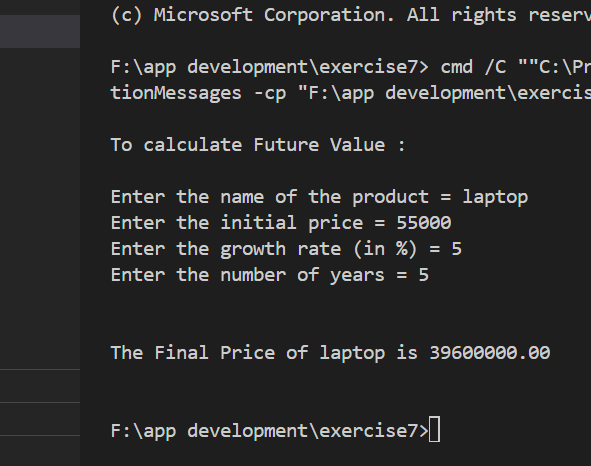 (c) Microsoft Corporation. All rights reserv
F:\app development\exercise7> cmd /C ""C:\Pr
tionMessages -cp "F:\app development\exercis
To calculate Future Value :
Enter the name of the product = laptop
Enter the initial price = 55000
Enter the growth rate (in %) = 5
Enter the number of years = 5
The Final Price of laptop is 39600000.00
F:\app development\exercise7>